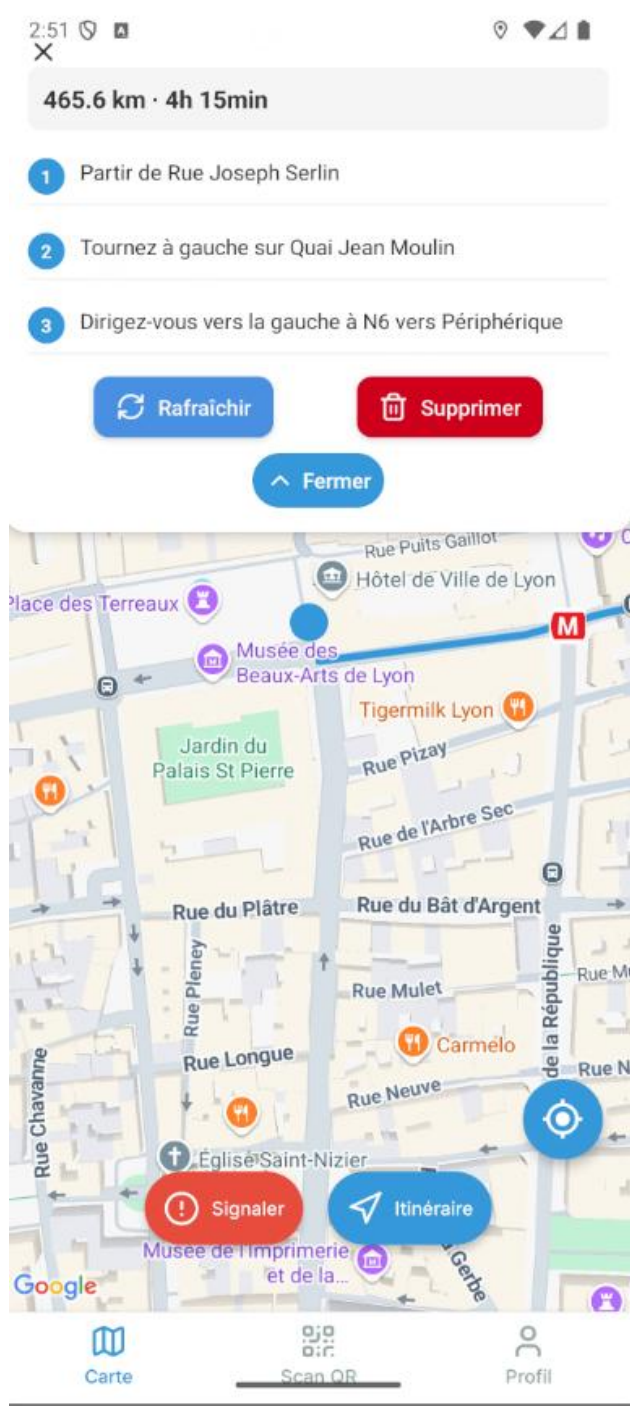 2:51
465.6 km · 4h 15min
1 Partir de Rue Joseph Serlin
2 Tournez à gauche sur Quai Jean Moulin
3 Dirigez-vous vers la gauche à N6 vers Périphérique
Rafraîchir
Supprimer
Fermer
Rue Puits Gaillot
Hôtel de Ville de Lyon
Place des Terreaux
M
Musée des
Beaux-Arts de Lyon
Tigermilk Lyon
Jardin du
Palais St Pierre
Rue Pizay
Rue de l'Arbre Sec
Rue du Plâtre
Rue du Bât d'Argent
Rue Pleney
de la République
Rue Mulet
Carmélo
Rue Longue
Rue Neuve
Rue N
Rue Chavanne
Église Saint-Nizier
Signaler
Itinéraire
Musée de l'Imprimerie
et de la...
Gerbe
Google
Carte
Scan QR
Profil